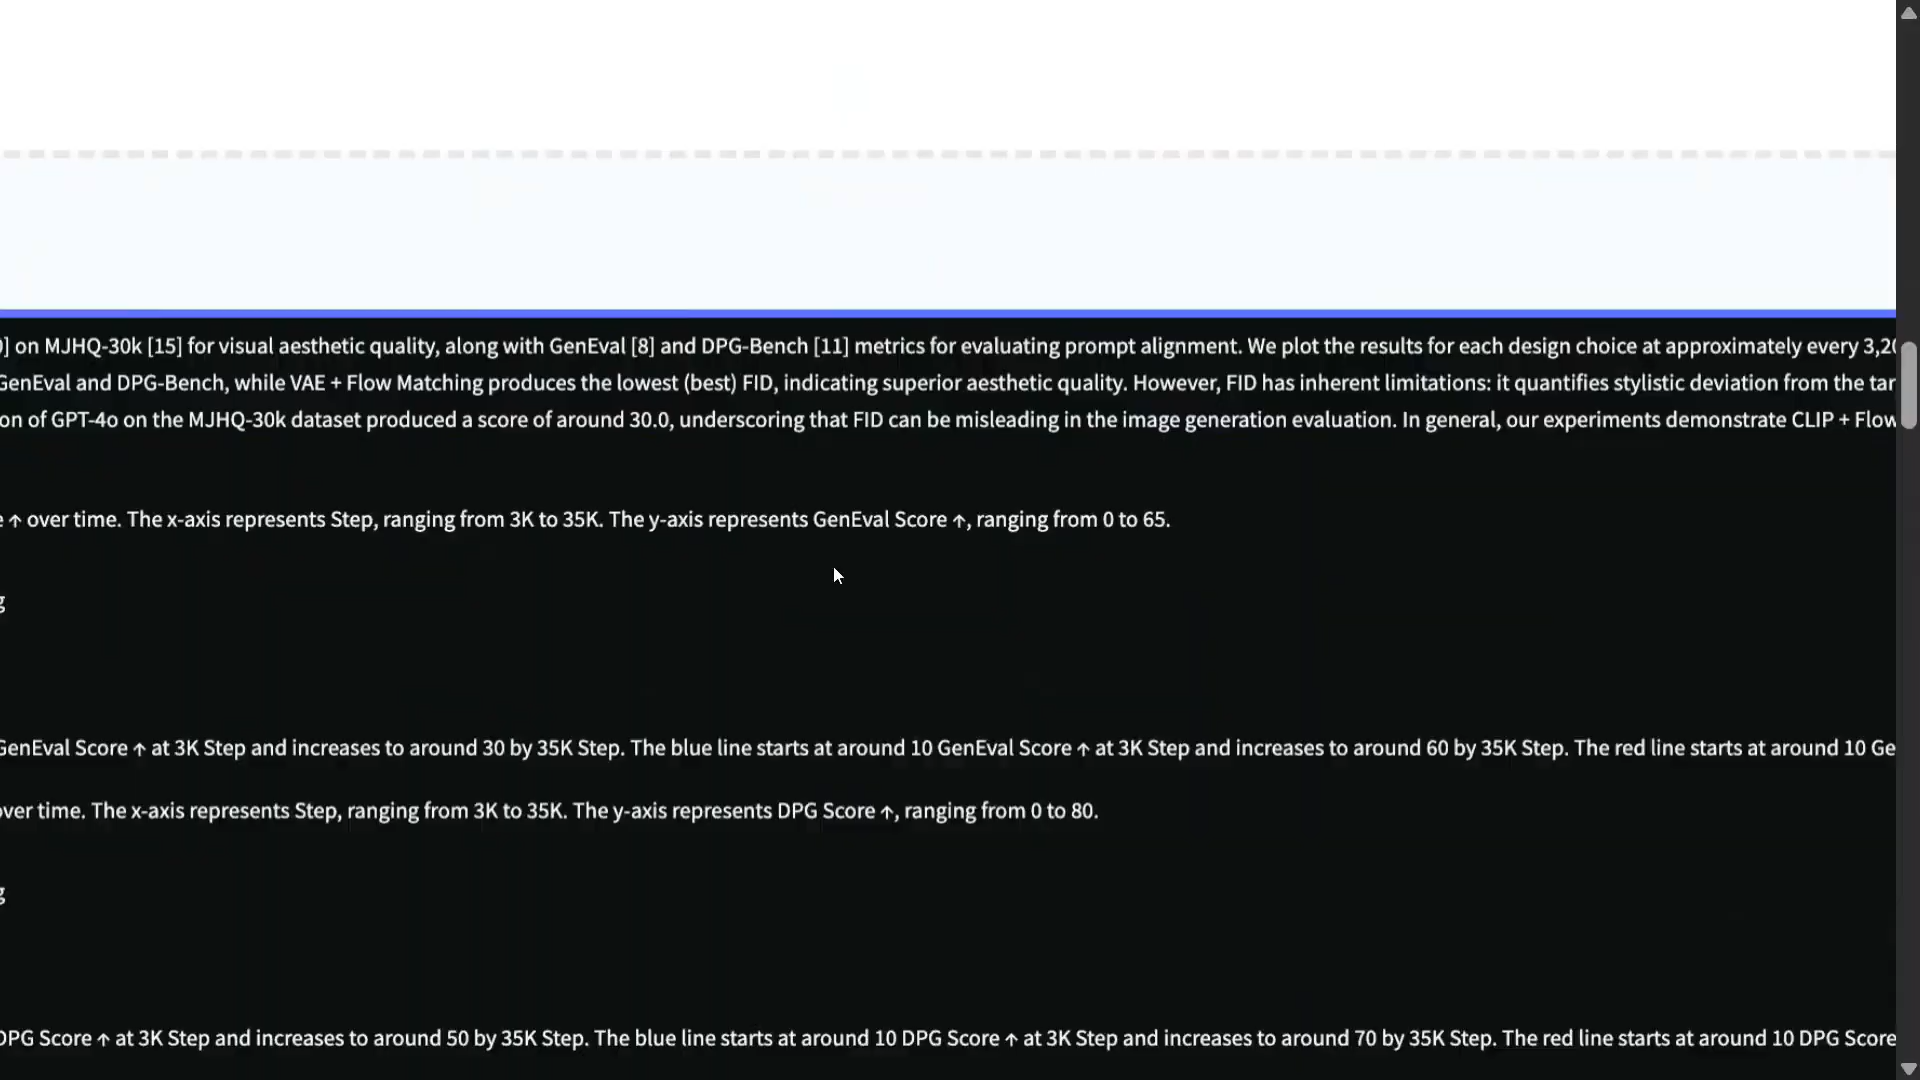 ] on MJHQ-30k [15] for visual aesthetic quality, along with GenEval [8] and DPG-Bench [11] metrics for evaluating prompt alignment. We plot the results for each design choice at approximately every 3,2
GenEval and DPG-Bench, while VAE + Flow Matching produces the lowest (best) FID, indicating superior aesthetic quality. However, FID has inherent limitations: it quantifies stylistic deviation from the tar
on of GPT-4o on the MJHQ-30k dataset produced a score of around 30.0, underscoring that FID can be misleading in the image generation evaluation. In general, our experiments demonstrate CLIP + Flow
↑ over time. The x-axis represents Step, ranging from 3K to 35K. The y-axis represents GenEval Score ↑, ranging from 0 to 65.
g
GenEval Score ↑ at 3K Step and increases to around 30 by 35K Step. The blue line starts at around 10 GenEval Score ↑ at 3K Step and increases to around 60 by 35K Step. The red line starts at around 10 Ge
over time. The x-axis represents Step, ranging from 3K to 35K. The y-axis represents DPG Score ↑, ranging from 0 to 80.
g
DPG Score ↑ at 3K Step and increases to around 50 by 35K Step. The blue line starts at around 10 DPG Score ↑ at 3K Step and increases to around 70 by 35K Step. The red line starts at around 10 DPG Score